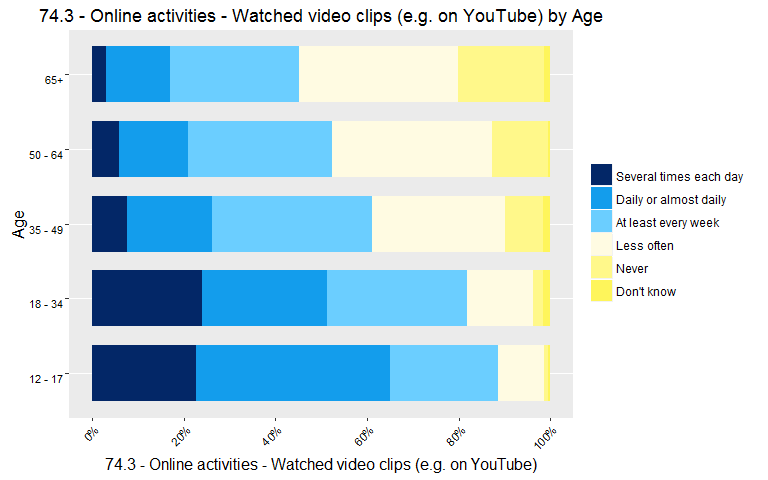 74.3 - Online activities - Watched video clips (e.g. on YouTube) by Age
Age
65+
50 - 64
35 - 49
18 - 34
12 - 17
0%
20%
40%
60%
80%
100%
74.3 - Online activities - Watched video clips (e.g. on YouTube)
Several times each day
Daily or almost daily
At least every week
Less often
Never
Don't know